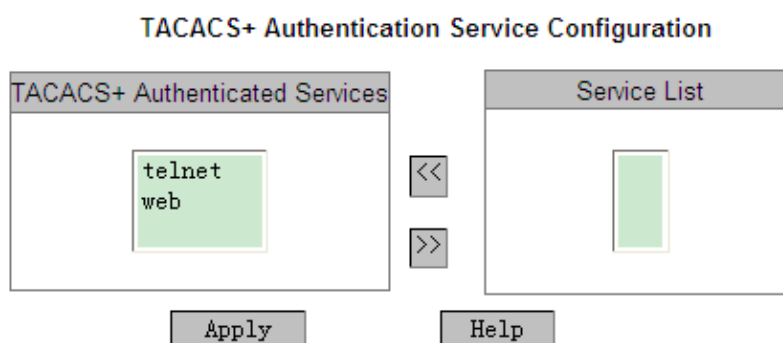 TACACS+ Authentication Service Configuration
TACACS+ Authenticated Services
Service List
telnet
web
<<
>>
Apply
Help